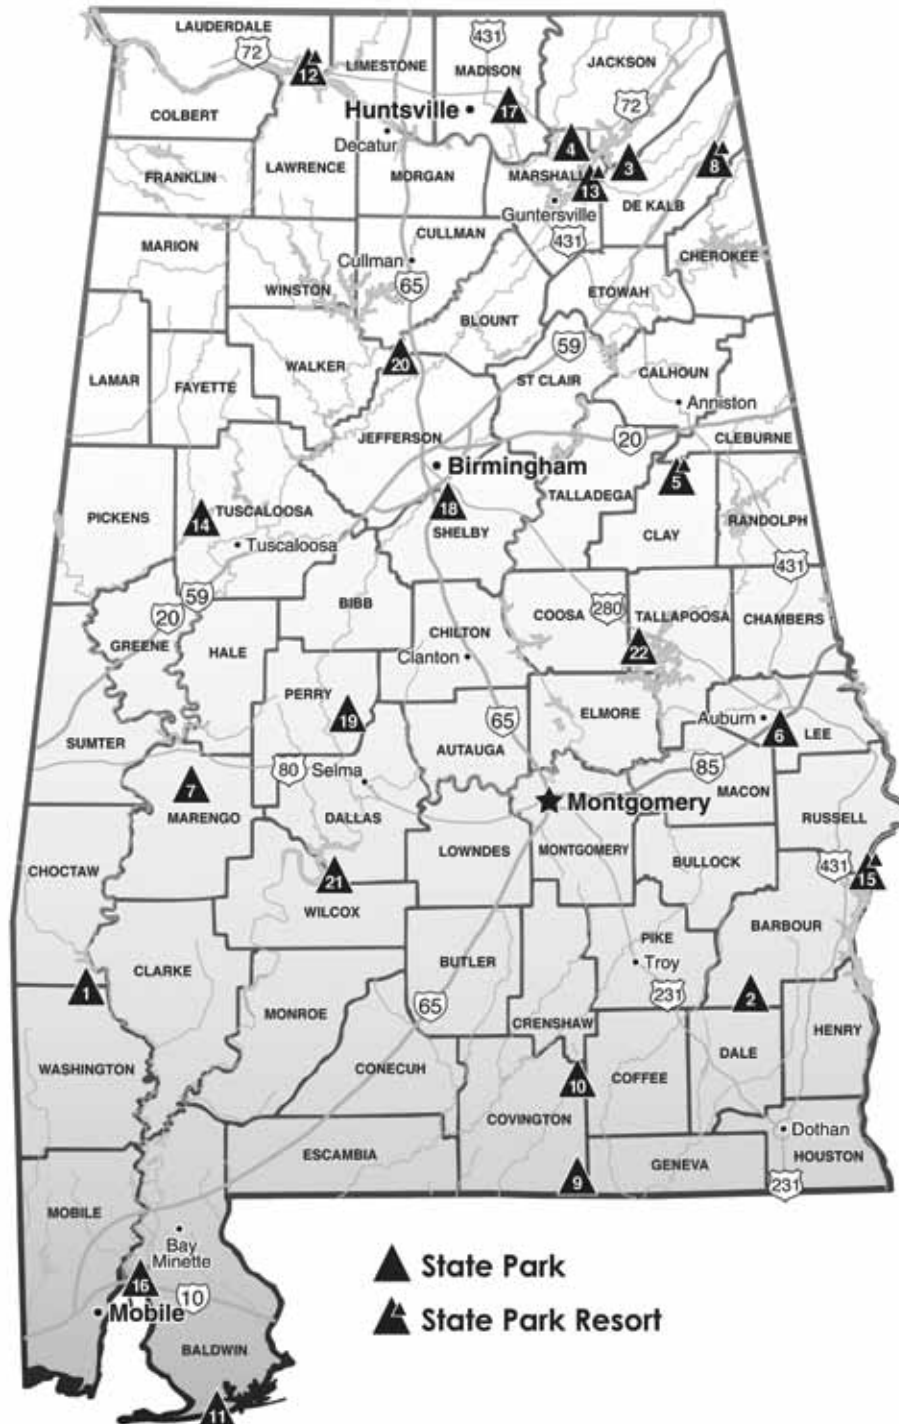 LAUDERDALE
72
431
LIMESTONE
MADISON
JACKSON
12
Huntsville
17
72
COLBERT
Decatur
4
3
8
FRANKLIN
LAWRENCE
MORGAN
MARSHALL
13
DE KALB
Guntersville
431
MARION
CULLMAN
Cullman
CHEROKEE
65
WINSTON
ETOWAH
BLOUNT
59
20
WALKER
LAMAR
FAYETTE
ST CLAIR
CALHOUN
Anniston
JEFFERSON
20
CLEBURNE
Birmingham
5
TALLADEGA
18
14
TUSCALOOSA
PICKENS
SHELBY
CLAY
RANDOLPH
Tuscaloosa
431
59
20
BIBB
COOSA
280
TALLAPOOSA
CHAMBERS
CHILTON
GREENE
HALE
22
Clanton
PERRY
19
65
ELMORE
Auburn
6
LEE
SUMTER
AUTAUGA
80
Selma
85
7
MACON
Montgomery
MARENGO
DALLAS
RUSSELL
LOWNDES
MONTGOMERY
BULLOCK
431
CHOCTAW
21
15
WILCOX
BARBOUR
PIKE
BUTLER
Troy
CLARKE
1
231
2
65
MONROE
CRENSHAW
HENRY
DALE
WASHINGTON
CONECUH
10
COFFEE
COVINGTON
Dothan
ESCAMBIA
HOUSTON
GENEVA
9
231
MOBILE
Bay
Minette
State Park
16
10
Mobile
State Park Resort
BALDWIN
11